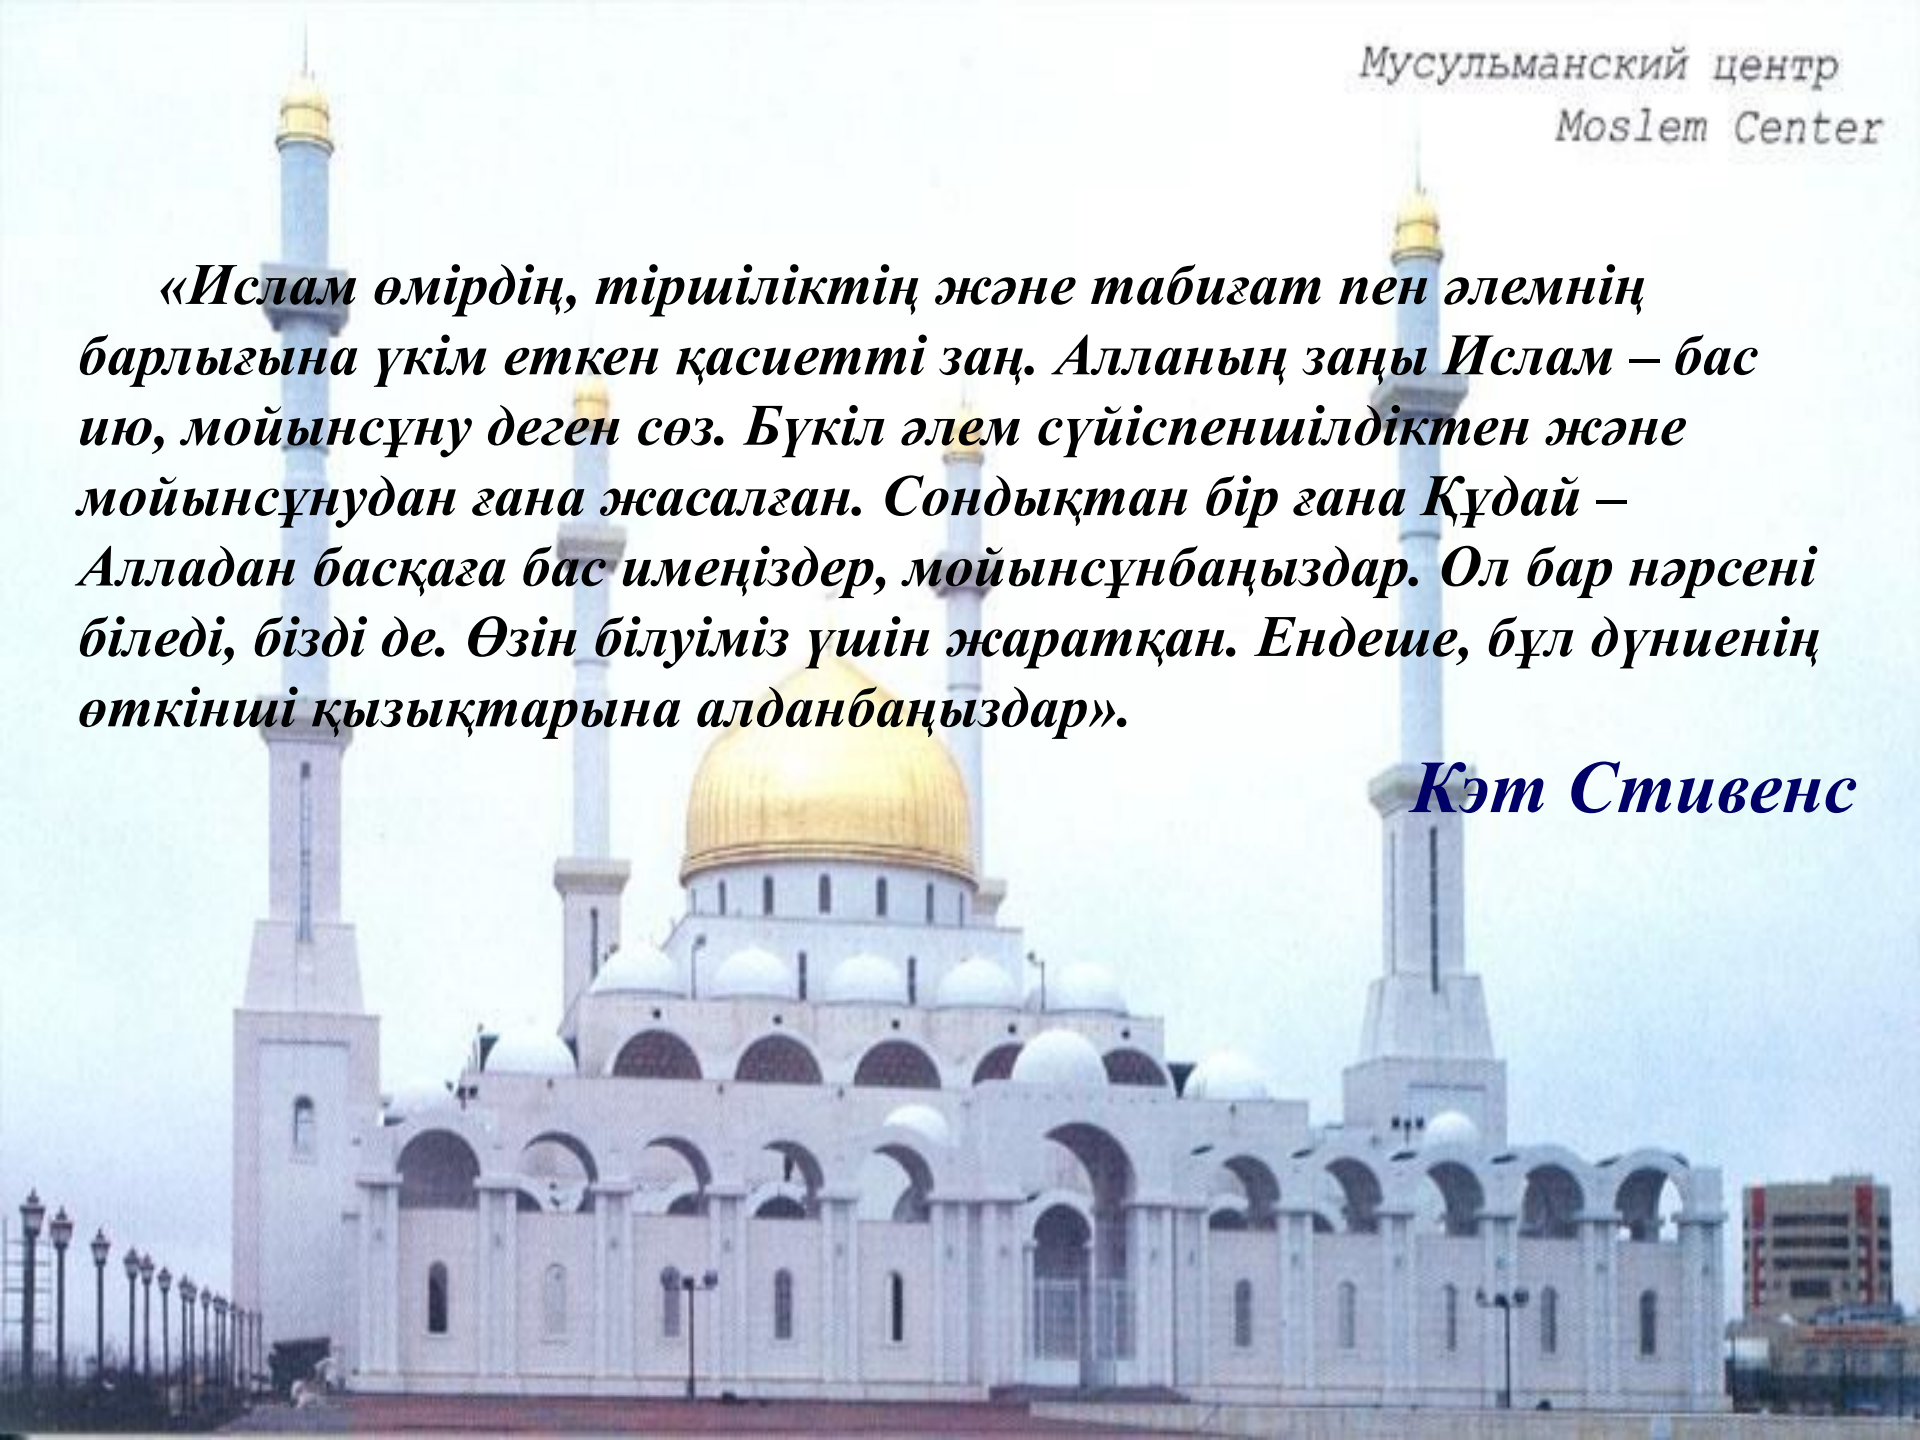 Мусульманский центр
Moslem Center
«Ислам өмірдің, тіршіліктің және табиғат пен әлемнің
барлығына үкім еткен қасиетті заң. Алланың заңы Ислам – бас
ию, мойынсұну деген сөз. Бүкіл әлем сүйіспеншілдіктен және
мойынсұнудан ғана жасалған. Сондықтан бір ғана Құдай –
Алладан басқаға бас имеңіздер, мойынсұнбаңыздар. Ол бар нәрсені
біледі, бізді де. Өзін білуіміз үшін жаратқан. Ендеше, бұл дүниенің
өткінші қызықтарына алданбаңыздар».
Кэт Стивенс